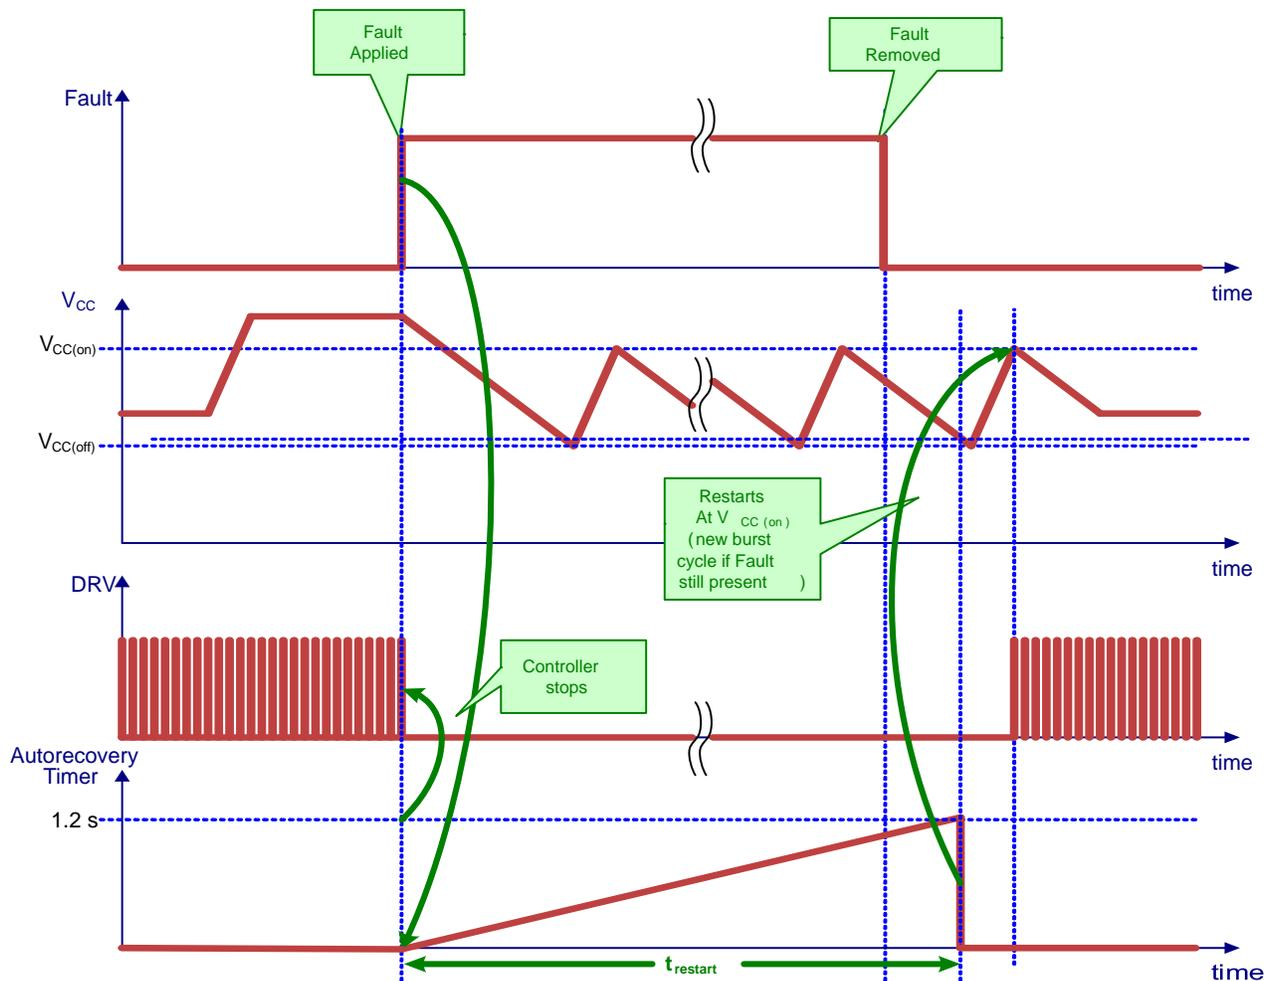 Fault
Applied
Fault
Removed
Fault
time
VCC
VCC(on)
VCC(off)
Restarts
At V CC (on)
(new burst
cycle if Fault
still present )
time
DRV
Controller
stops
time
Autorecovery
Timer
1.2 s
trestart
time